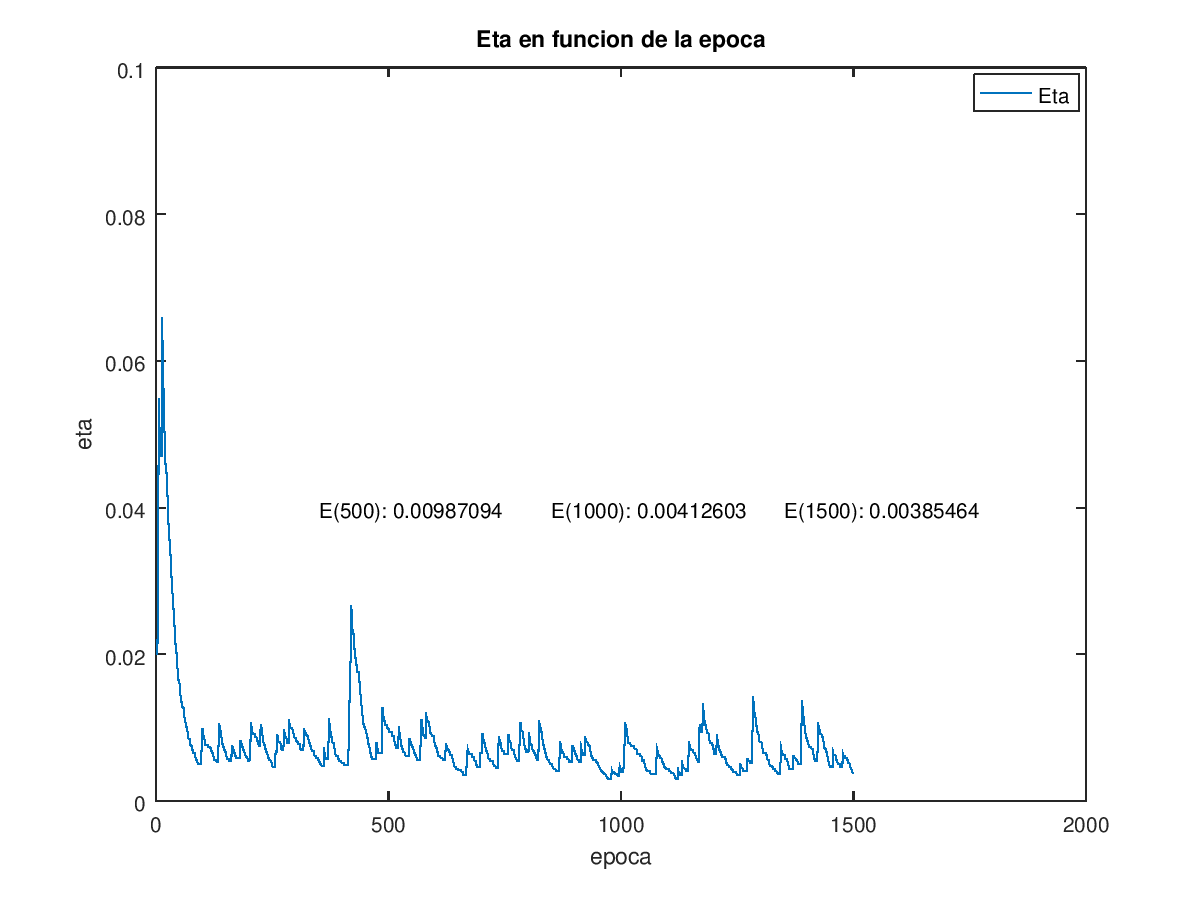 Eta en funcion de la epoca
Eta
0.1
0.08
0.06
0.04
0.02
0
eta
E(500): 0.00987094
E(1000): 0.00412603
E(1500): 0.00385464
0
500
1000
1500
2000
epoca